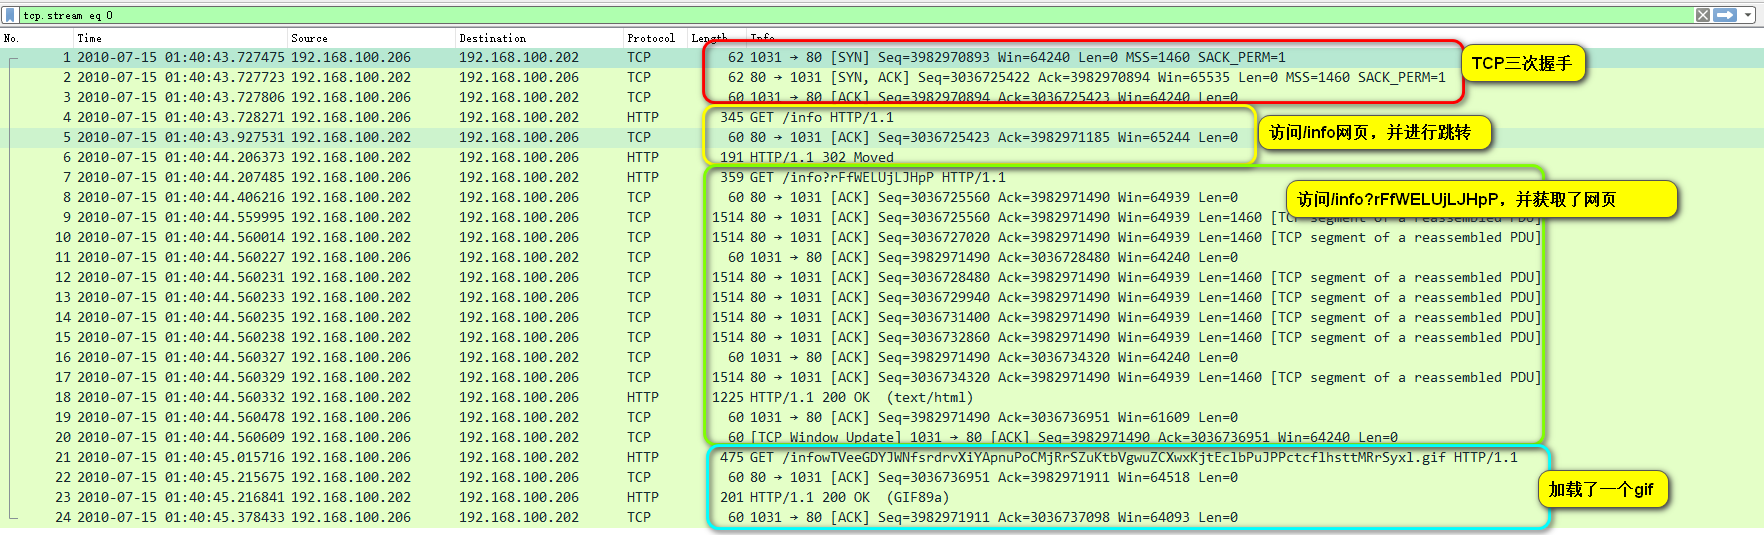 tcp.stream eq 0
No. Time Source Destination Protocol Length Info
1 2010-07-15 01:40:43.727475 192.168.100.206 192.168.100.202 TCP 62 1031 → 80 [SYN] Seq=3982970893 Win=64240 Len=0 MSS=1460 SACK_PERM=1
TCP三次握手
2 2010-07-15 01:40:43.727723 192.168.100.202 192.168.100.206 TCP 62 80 → 1031 [SYN, ACK] Seq=3036725422 Ack=3982970894 Win=65535 Len=0 MSS=1460 SACK_PERM=1
3 2010-07-15 01:40:43.727806 192.168.100.206 192.168.100.202 TCP 60 1031 → 80 [ACK] Seq=3982970894 Ack=3036725423 Win=64240 Len=0
4 2010-07-15 01:40:43.728271 192.168.100.206 192.168.100.202 HTTP 345 GET /info HTTP/1.1
5 2010-07-15 01:40:43.927531 192.168.100.202 192.168.100.206 TCP 60 80 → 1031 [ACK] Seq=3036725423 Ack=3982971185 Win=65244 Len=0
访问/info网页，并进行跳转
6 2010-07-15 01:40:44.206373 192.168.100.202 192.168.100.206 HTTP 191 HTTP/1.1 302 Moved
7 2010-07-15 01:40:44.207485 192.168.100.206 192.168.100.202 HTTP 359 GET /info?rFfWELUjLJHpP HTTP/1.1
8 2010-07-15 01:40:44.406216 192.168.100.202 192.168.100.206 TCP 60 80 → 1031 [ACK] Seq=3036725560 Ack=3982971490 Win=64939 Len=0
访问/info?rFfWELUjLJHpP，并获取了网页
9 2010-07-15 01:40:44.559995 192.168.100.202 192.168.100.206 TCP 1514 80 → 1031 [ACK] Seq=3036725560 Ack=3982971490 Win=64939 Len=1460 [TCP segment of a reassembled PDU]
10 2010-07-15 01:40:44.560014 192.168.100.202 192.168.100.206 TCP 1514 80 → 1031 [ACK] Seq=3036727020 Ack=3982971490 Win=64939 Len=1460 [TCP segment of a reassembled PDU]
11 2010-07-15 01:40:44.560227 192.168.100.206 192.168.100.202 TCP 60 1031 → 80 [ACK] Seq=3982971490 Ack=3036728480 Win=64240 Len=0
12 2010-07-15 01:40:44.560231 192.168.100.202 192.168.100.206 TCP 1514 80 → 1031 [ACK] Seq=3036728480 Ack=3982971490 Win=64939 Len=1460 [TCP segment of a reassembled PDU]
13 2010-07-15 01:40:44.560233 192.168.100.202 192.168.100.206 TCP 1514 80 → 1031 [ACK] Seq=3036729940 Ack=3982971490 Win=64939 Len=1460 [TCP segment of a reassembled PDU]
14 2010-07-15 01:40:44.560235 192.168.100.202 192.168.100.206 TCP 1514 80 → 1031 [ACK] Seq=3036731400 Ack=3982971490 Win=64939 Len=1460 [TCP segment of a reassembled PDU]
15 2010-07-15 01:40:44.560238 192.168.100.202 192.168.100.206 TCP 1514 80 → 1031 [ACK] Seq=3036732860 Ack=3982971490 Win=64939 Len=1460 [TCP segment of a reassembled PDU]
16 2010-07-15 01:40:44.560327 192.168.100.206 192.168.100.202 TCP 60 1031 → 80 [ACK] Seq=3982971490 Ack=3036734320 Win=64240 Len=0
17 2010-07-15 01:40:44.560329 192.168.100.202 192.168.100.206 TCP 1514 80 → 1031 [ACK] Seq=3036734320 Ack=3982971490 Win=64939 Len=1460 [TCP segment of a reassembled PDU]
18 2010-07-15 01:40:44.560332 192.168.100.202 192.168.100.206 HTTP 1225 HTTP/1.1 200 OK (text/html)
19 2010-07-15 01:40:44.560478 192.168.100.206 192.168.100.202 TCP 60 1031 → 80 [ACK] Seq=3982971490 Ack=3036736951 Win=61609 Len=0
20 2010-07-15 01:40:44.560609 192.168.100.206 192.168.100.202 TCP 60 [TCP Window Update] 1031 → 80 [ACK] Seq=3982971490 Ack=3036736951 Win=64240 Len=0
21 2010-07-15 01:40:45.015716 192.168.100.206 192.168.100.202 HTTP 475 GET /infowTVeeGDYJWNfsrdrvXiYApnuPoCMjRrSZuKtbVgwuZCXwxKjtEclbPuJPPctcflhsttMRrSyxl.gif HTTP/1.1
22 2010-07-15 01:40:45.215675 192.168.100.202 192.168.100.206 TCP 60 80 → 1031 [ACK] Seq=3036736951 Ack=3982971911 Win=64518 Len=0
加载了一个gif
23 2010-07-15 01:40:45.216841 192.168.100.202 192.168.100.206 HTTP 201 HTTP/1.1 200 OK (GIF89a)
24 2010-07-15 01:40:45.378433 192.168.100.206 192.168.100.202 TCP 60 1031 → 80 [ACK] Seq=3982971911 Ack=3036737098 Win=64093 Len=0